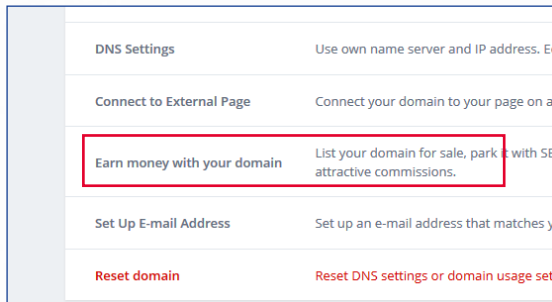 DNS Settings
Use own name server and IP address.
Connect to External Page
Connect your domain to your page on a
Earn money with your domain
List your domain for sale, park it with
attractive commissions.
Set Up E-mail Address
Set up an e-mail address that matches
Reset domain
Reset DNS settings or domain usage